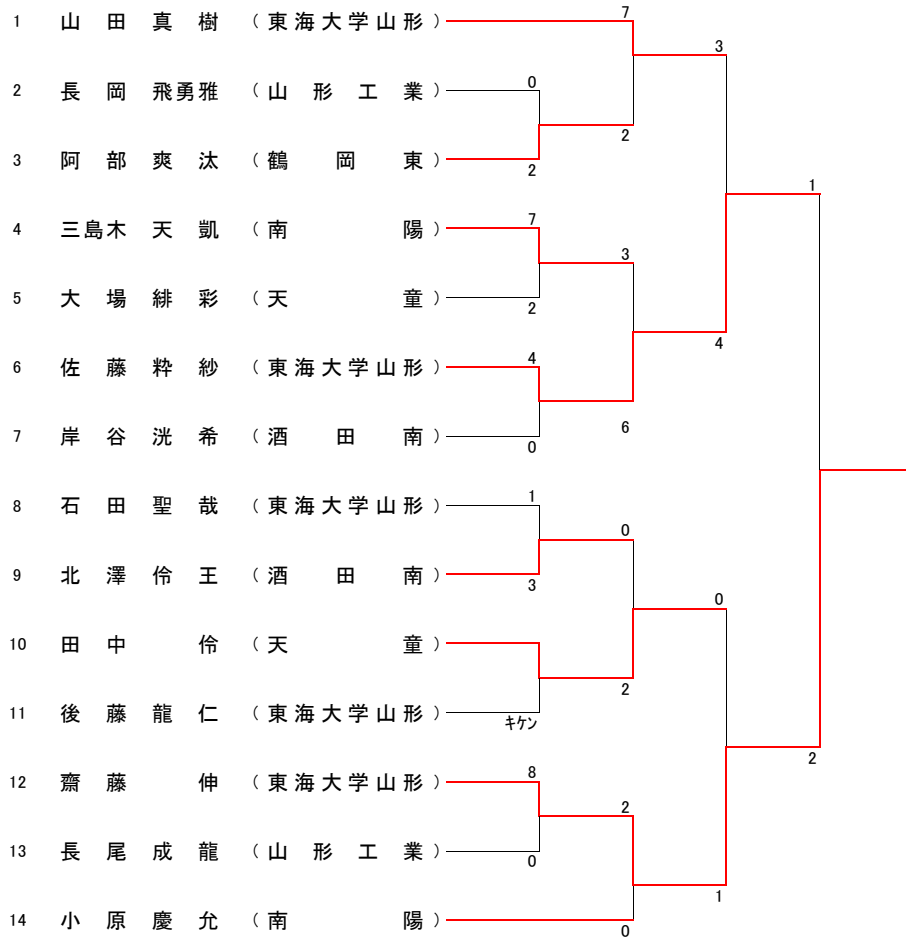 1 山田真樹 （東海大学山形） 7
3
2 長岡飛勇雅 （山形工業） 0
2
3 阿部爽汰 （鶴岡東） 2
1
4 三島木天凱 （南陽） 7
3
5 大場緋彩 （天童） 2
4
6 佐藤粋紗 （東海大学山形） 4
6
7 岸谷洸希 （酒田南） 0
8 石田聖哉 （東海大学山形） 1
0
9 北澤伶王 （酒田南） 3
0
10 田中伶 （天童）
2
11 後藤龍仁 （東海大学山形） キケン
2
12 齋藤伸 （東海大学山形） 8
2
13 長尾成龍 （山形工業） 0
1
14 小原慶允 （南陽） 0